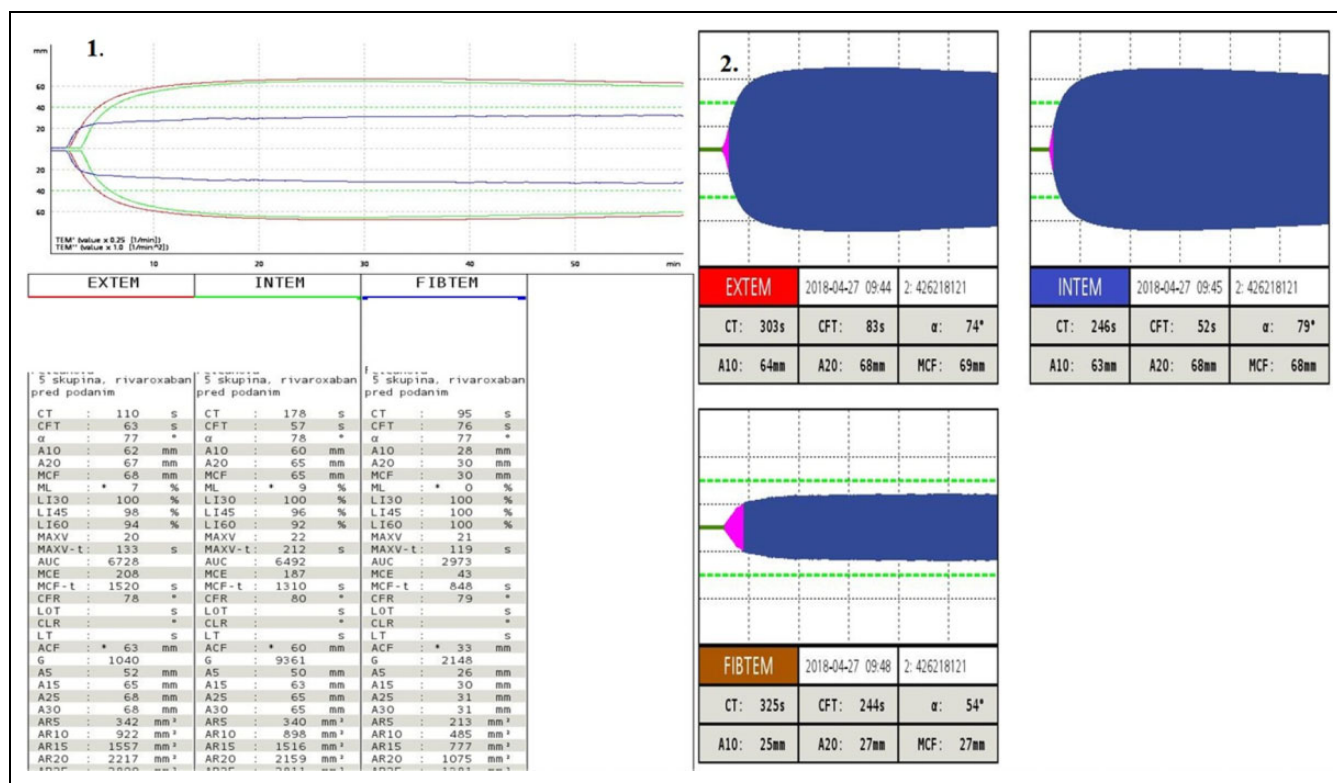 1.
mm
60
40
20
20
40
60
TEM' (value x 0.25 [1/min])
TEM'' (value x 1.0 [1/min^2])
10 20 30 40 50 min
EXTEM INTEM FIBTEM
5 skupina, rivaroxaban 5 skupina, rivaroxaban 5 skupina, rivaroxaban
pred podanim pred podanim pred podanim
CT : 110 s CT : 178 s CT : 95 s
CFT : 63 s CFT : 57 s CFT : 76 s
α : 77 ° α : 78 ° α : 77 °
A10 : 62 mm A10 : 60 mm A10 : 28 mm
A20 : 67 mm A20 : 65 mm A20 : 30 mm
MCF : 68 mm MCF : 65 mm MCF : 30 mm
ML : * 7 % ML : * 9 % ML : * 0 %
LI30 : 100 % LI30 : 100 % LI30 : 100 %
LI45 : 98 % LI45 : 96 % LI45 : 100 %
LI60 : 94 % LI60 : 92 % LI60 : 100 %
MAXV : 20 MAXV : 22 MAXV : 21
MAXV-t: 133 s MAXV-t: 212 s MAXV-t: 119 s
AUC : 6728 AUC : 6492 AUC : 2973
MCE : 208 MCE : 187 MCE : 43
MCF-t : 1520 s MCF-t : 1310 s MCF-t : 848 s
CFR : 78 ° CFR : 80 ° CFR : 79 °
LOT : s LOT : s LOT : s
CLR : ° CLR : ° CLR : °
LT : s LT : s LT : s
ACF : * 63 mm ACF : * 60 mm ACF : * 33 mm
G : 1040 G : 9361 G : 2148
A5 : 52 mm A5 : 50 mm A5 : 26 mm
A15 : 65 mm A15 : 63 mm A15 : 30 mm
A25 : 68 mm A25 : 65 mm A25 : 31 mm
A30 : 68 mm A30 : 65 mm A30 : 31 mm
AR5 : 342 mm² AR5 : 340 mm² AR5 : 213 mm²
AR10 : 922 mm² AR10 : 898 mm² AR10 : 485 mm²
AR15 : 1557 mm² AR15 : 1516 mm² AR15 : 777 mm²
AR20 : 2217 mm² AR20 : 2159 mm² AR20 : 1075 mm²
2.
EXTEM 2018-04-27 09:44 2: 426218121
CT: 303s CFT: 83s α: 74°
A10: 64mm A20: 68mm MCF: 69mm
INTEM 2018-04-27 09:45 2: 426218121
CT: 246s CFT: 52s α: 79°
A10: 63mm A20: 68mm MCF: 68mm
FIBTEM 2018-04-27 09:48 2: 426218121
CT: 325s CFT: 244s α: 54°
A10: 25mm A20: 27mm MCF: 27mm